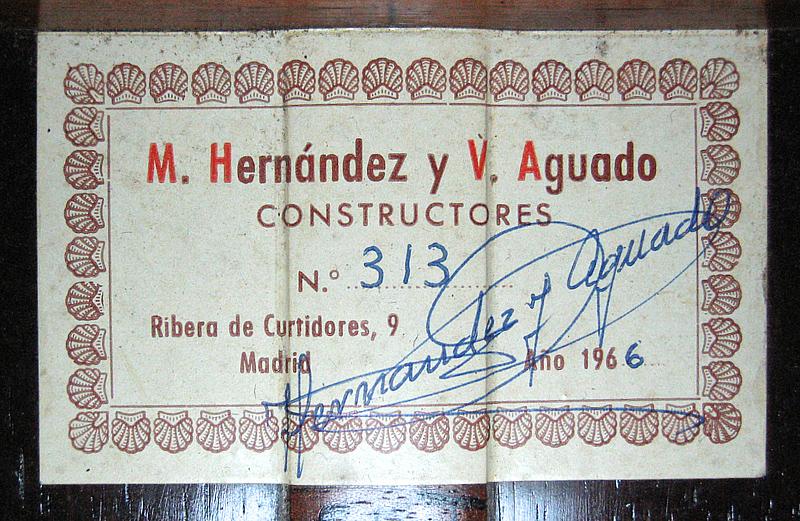 M. Hernández y V. Aguado
CONSTRUCTORES
N.º 313
Ribera de Curtidores, 9
Madrid
Año 1966
Hernandez y Aguado